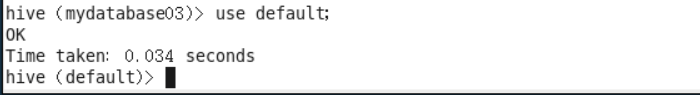 hive (mydatabase03)> use default;
OK
Time taken: 0.034 seconds
hive (default)>